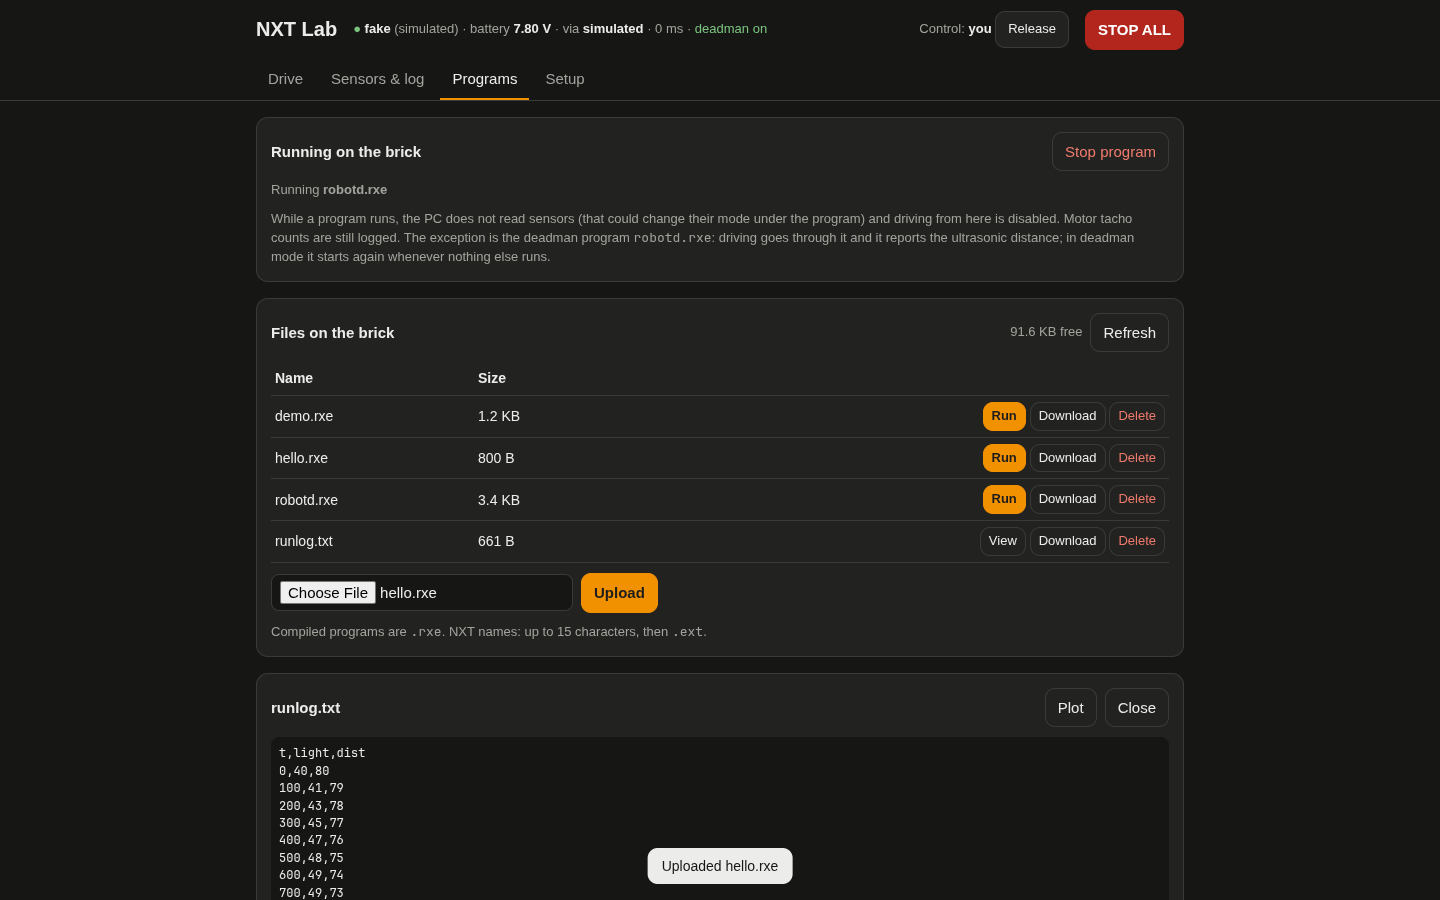 NXT Lab
● fake (simulated) · battery 7.80 V · via simulated · 0 ms · deadman on
Control: you Release
STOP ALL
Drive
Sensors & log
Programs
Setup
Running on the brick
Stop program
Running robotd.rxe
While a program runs, the PC does not read sensors (that could change their mode under the program) and driving from here is disabled. Motor tacho
counts are still logged. The exception is the deadman program robotd.rxe: driving goes through it and it reports the ultrasonic distance; in deadman
mode it starts again whenever nothing else runs.
Files on the brick
91.6 KB free
Refresh
Name Size
demo.rxe 1.2 KB Run Download Delete
hello.rxe 800 B Run Download Delete
robotd.rxe 3.4 KB Run Download Delete
runlog.txt 661 B View Download Delete
Choose File hello.rxe
Upload
Compiled programs are .rxe. NXT names: up to 15 characters, then .ext.
runlog.txt
Plot
Close
t,light,dist
0,40,80
100,41,79
200,43,78
300,45,77
400,47,76
500,48,75
600,49,74
700,49,73
Uploaded hello.rxe